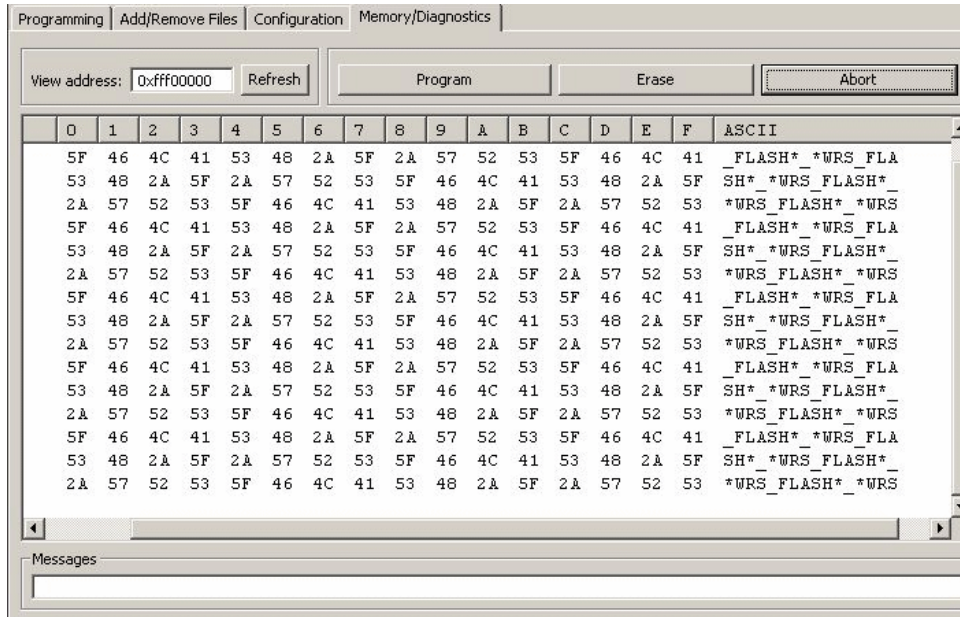 Programming Add/Remove Files Configuration Memory/Diagnostics
View address: 0xfff00000 Refresh Program Erase Abort
0 1 2 3 4 5 6 7 8 9 A B C D E F ASCII
5F 46 4C 41 53 48 2A 5F 2A 57 52 53 5F 46 4C 41 _FLASH*_*WRS_FLA
53 48 2A 5F 2A 57 52 53 5F 46 4C 41 53 48 2A 5F SH*_*WRS_FLASH*_
2A 57 52 53 5F 46 4C 41 53 48 2A 5F 2A 57 52 53 *WRS_FLASH*_*WRS
5F 46 4C 41 53 48 2A 5F 2A 57 52 53 5F 46 4C 41 _FLASH*_*WRS_FLA
53 48 2A 5F 2A 57 52 53 5F 46 4C 41 53 48 2A 5F SH*_*WRS_FLASH*_
2A 57 52 53 5F 46 4C 41 53 48 2A 5F 2A 57 52 53 *WRS_FLASH*_*WRS
5F 46 4C 41 53 48 2A 5F 2A 57 52 53 5F 46 4C 41 _FLASH*_*WRS_FLA
53 48 2A 5F 2A 57 52 53 5F 46 4C 41 53 48 2A 5F SH*_*WRS_FLASH*_
2A 57 52 53 5F 46 4C 41 53 48 2A 5F 2A 57 52 53 *WRS_FLASH*_*WRS
5F 46 4C 41 53 48 2A 5F 2A 57 52 53 5F 46 4C 41 _FLASH*_*WRS_FLA
53 48 2A 5F 2A 57 52 53 5F 46 4C 41 53 48 2A 5F SH*_*WRS_FLASH*_
2A 57 52 53 5F 46 4C 41 53 48 2A 5F 2A 57 52 53 *WRS_FLASH*_*WRS
5F 46 4C 41 53 48 2A 5F 2A 57 52 53 5F 46 4C 41 _FLASH*_*WRS_FLA
53 48 2A 5F 2A 57 52 53 5F 46 4C 41 53 48 2A 5F SH*_*WRS_FLASH*_
2A 57 52 53 5F 46 4C 41 53 48 2A 5F 2A 57 52 53 *WRS_FLASH*_*WRS
Messages